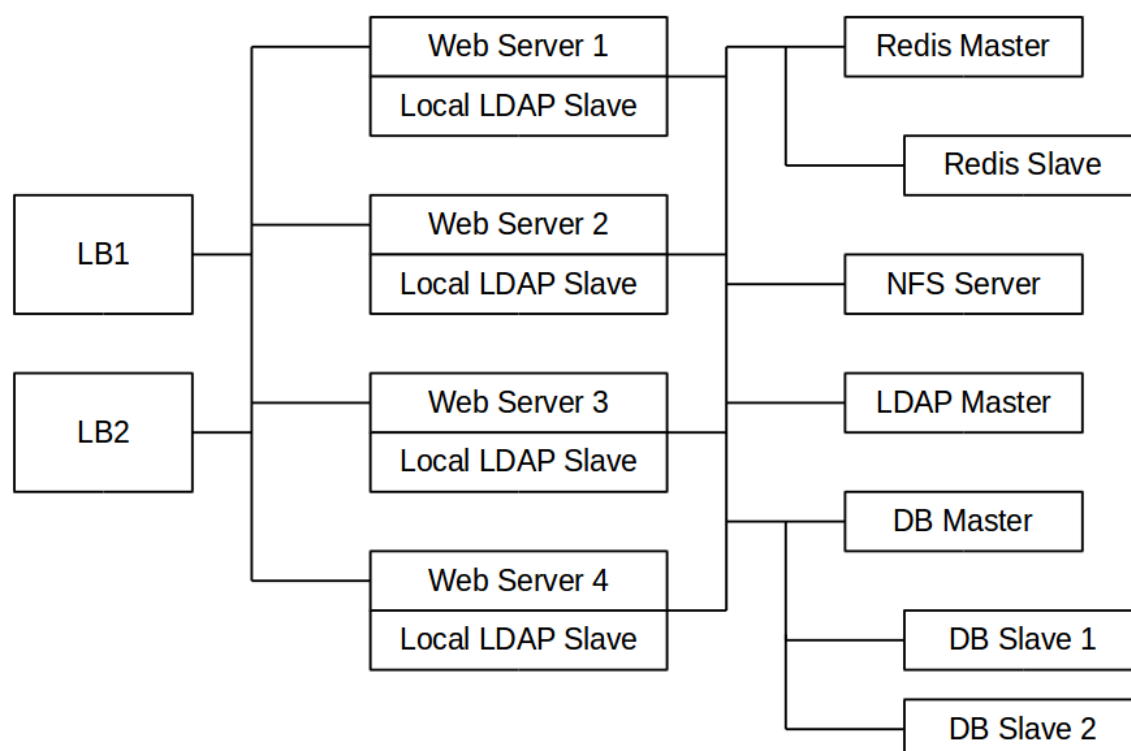 LB1
LB2
Web Server 1
Local LDAP Slave
Web Server 2
Local LDAP Slave
Web Server 3
Local LDAP Slave
Web Server 4
Local LDAP Slave
Redis Master
Redis Slave
NFS Server
LDAP Master
DB Master
DB Slave 1
DB Slave 2